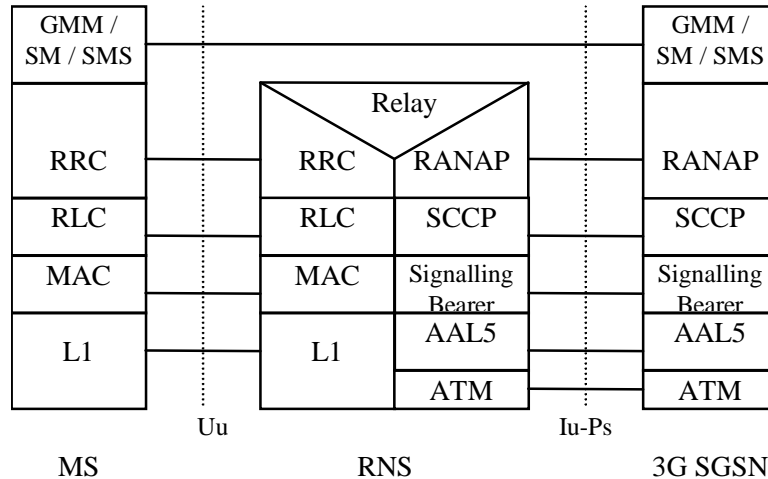 GMM /
SM / SMS
GMM /
SM / SMS
Relay
RRC
RRC
RANAP
RANAP
RLC
RLC
SCCP
SCCP
MAC
MAC
Signalling
Bearer
Signalling
Bearer
L1
L1
AAL5
AAL5
ATM
ATM
Uu
Iu-Ps
MS
RNS
3G SGSN